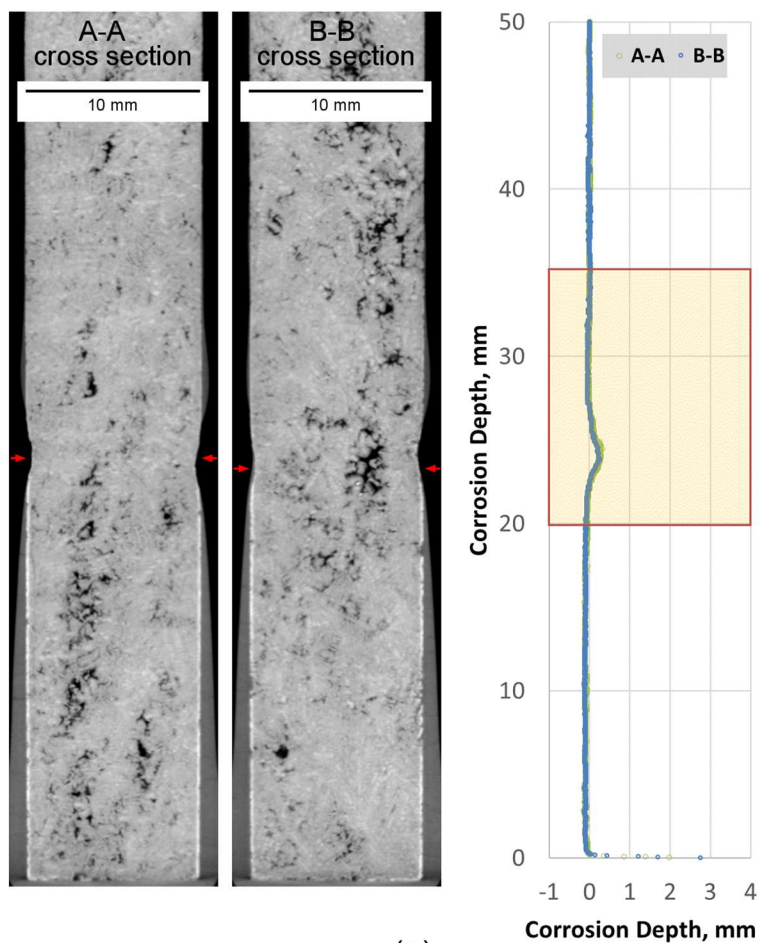 A-A
cross section
10 mm
B-B
cross section
10 mm
A-A B-B
50
40
30
20
10
0
-1 0 1 2 3 4
Corrosion Depth, mm
Corrosion Depth, mm